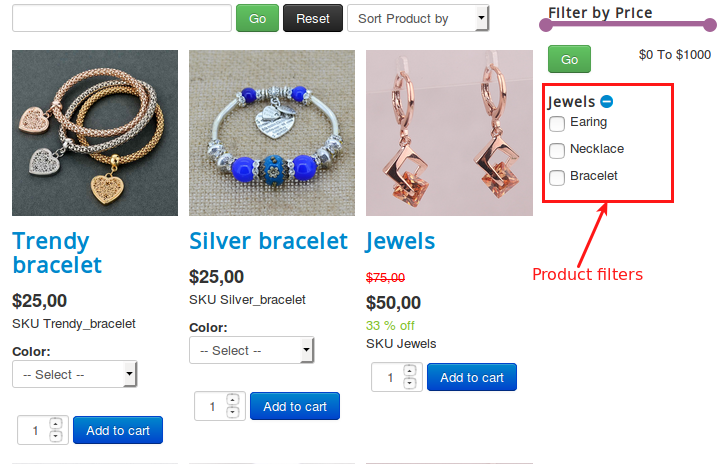 Go Reset Sort Product by
Filter by Price
Go $0 To $1000
Jewels
Earing
Necklace
Bracelet
Product filters
Trendy bracelet
$25,00
SKU Trendy_bracelet
Color:
-- Select --
1 Add to cart
Silver bracelet
$25,00
SKU Silver_bracelet
Color:
-- Select --
1 Add to cart
Jewels
$75,00
$50,00
33 % off
SKU Jewels
1 Add to cart